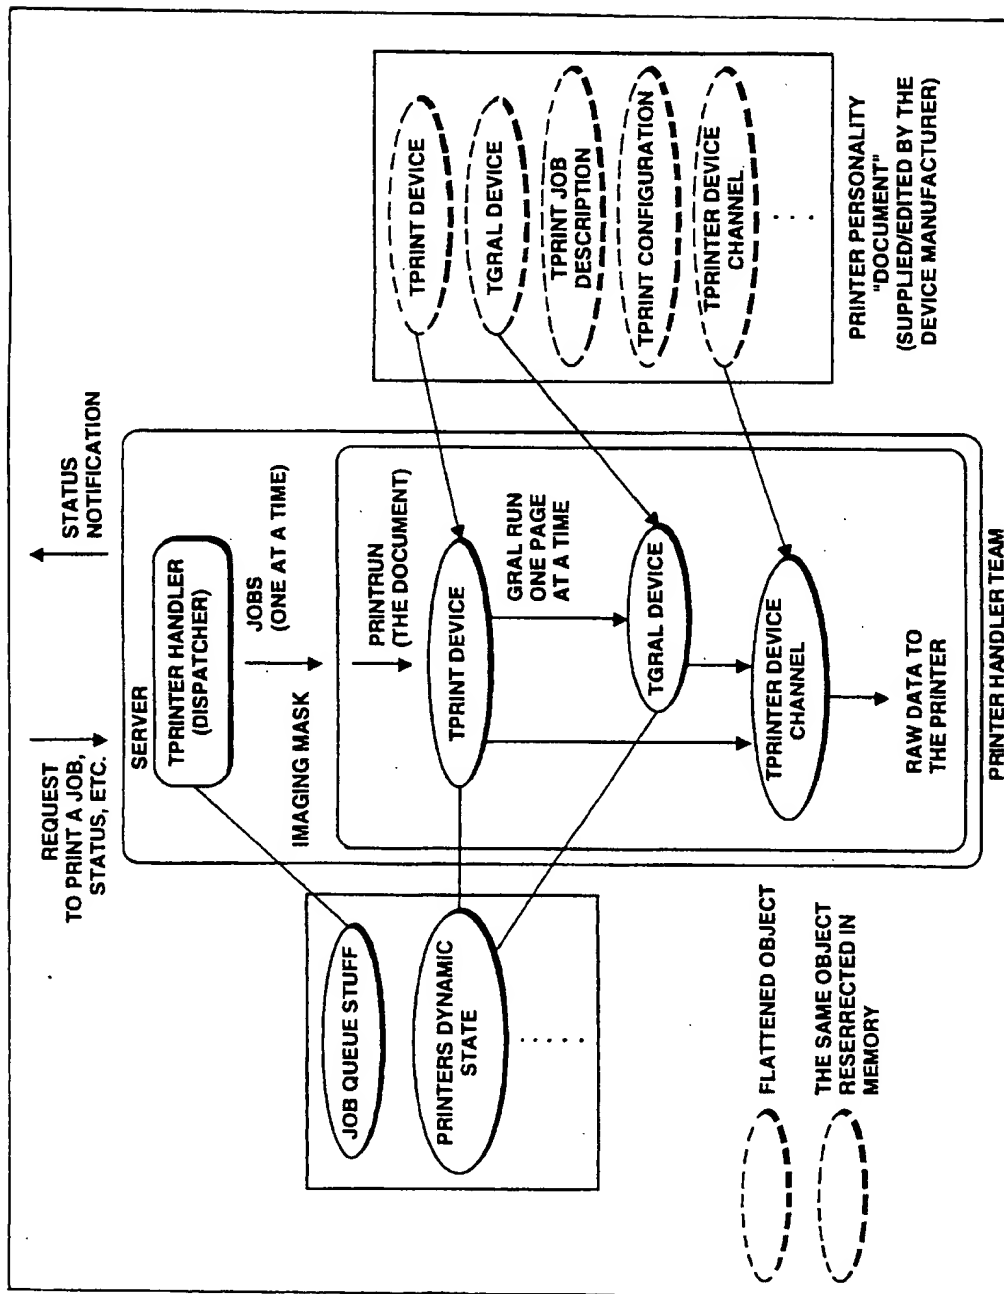 REQUEST
TO PRINT A JOB,
STATUS, ETC.
STATUS
NOTIFICATION
SERVER
TPRINTER HANDLER
(DISPATCHER)
JOBS
(ONE AT A TIME)
IMAGING MASK
PRINTRUN
(THE DOCUMENT)
TPRINT DEVICE
GRAL RUN
ONE PAGE
AT A TIME
TGRAL DEVICE
TPRINTER DEVICE
CHANNEL
RAW DATA TO
THE PRINTER
PRINTER HANDLER TEAM
JOB QUEUE STUFF
PRINTERS DYNAMIC
STATE
.....
TPRINT DEVICE
TGRAL DEVICE
TPRINT JOB
DESCRIPTION
TPRINT CONFIGURATION
TPRINTER DEVICE
CHANNEL
....
PRINTER PERSONALITY
"DOCUMENT"
(SUPPLIED/EDITED BY THE
DEVICE MANUFACTURER)
FLATTENED OBJECT
THE SAME OBJECT
RESERRECTED IN
MEMORY